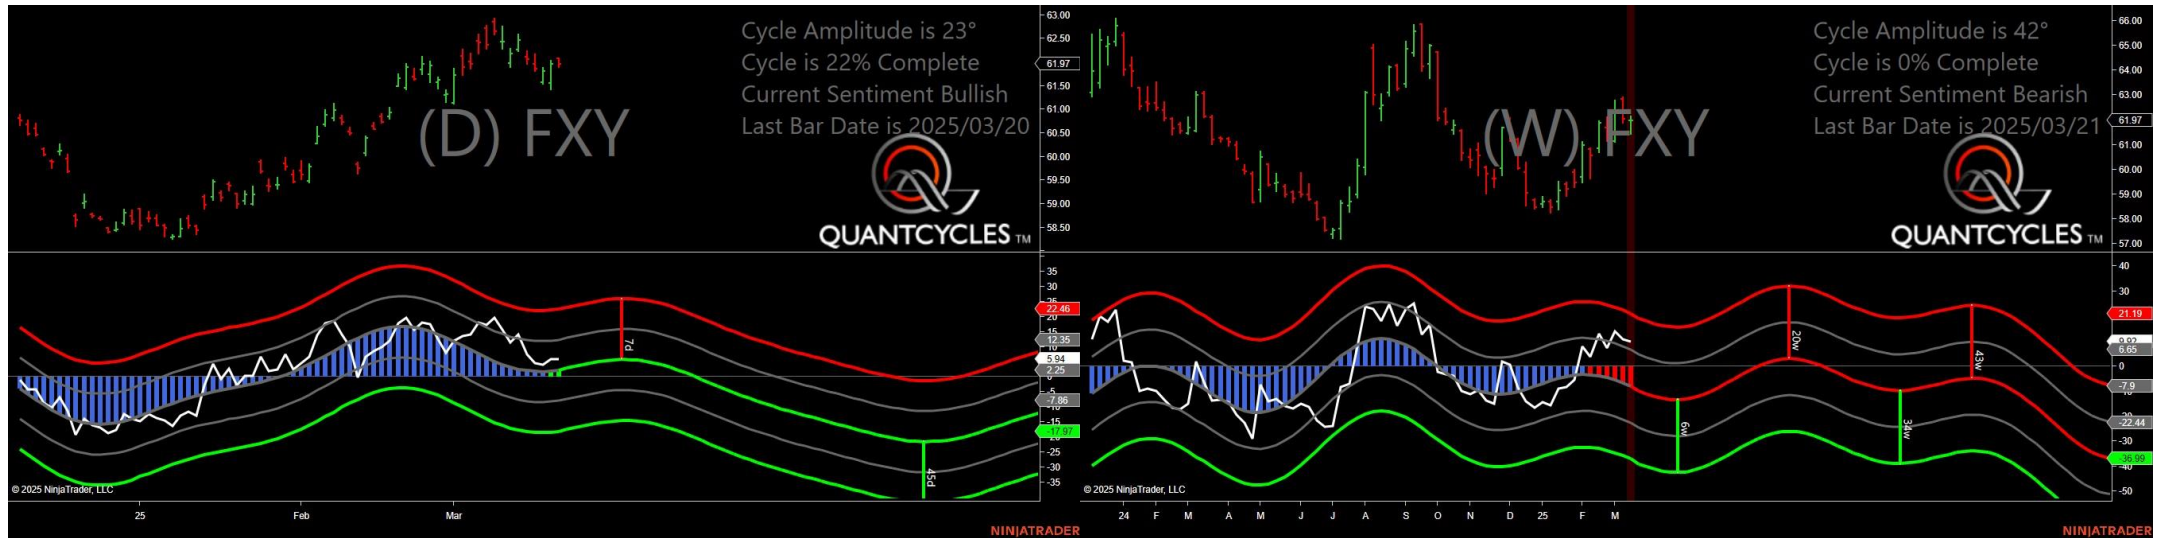 Cycle Amplitude is 23°
Cycle is 22% Complete
Current Sentiment Bullish
Last Bar Date is 2025/03/20
(D) FXY
QUANTCYCLES TM
63.00
62.50
61.97
61.50
61.00
60.50
60.00
59.50
59.00
58.50
35
25
22.46
20
15
12.35
5.94
2.25
-5
-7.86
-10
-15
-17.97
-25
-30
-35
7d
45d
© 2025 NinjaTrader, LLC
25
Feb
Mar
NINJATRADER
Cycle Amplitude is 42°
Cycle is 0% Complete
Current Sentiment Bearish
Last Bar Date is 2025/03/21
(W) FXY
QUANTCYCLES TM
66.00
65.00
64.00
63.00
61.97
61.00
60.00
59.00
58.00
57.00
40
30
21.19
9.92
6.65
0
-7.9
-22.44
-30
-36.99
-40
-50
20w
43w
6w
34w
© 2025 NinjaTrader, LLC
24
F
M
A
M
J
J
A
S
O
N
D
25
F
M
NINJATRADER